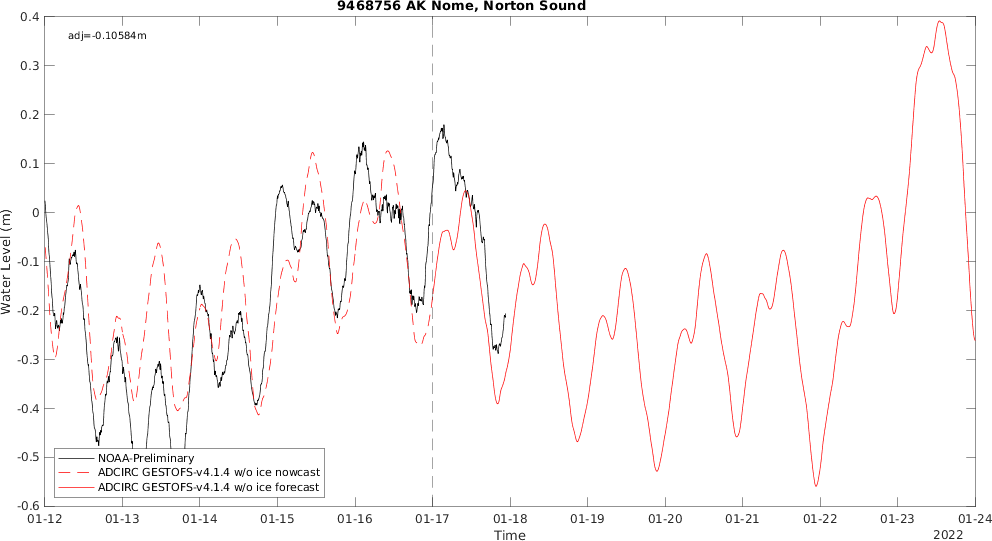 9468756 AK Nome, Norton Sound
adj=-0.10584m
0.4
0.3
0.2
0.1
0
-0.1
-0.2
-0.3
-0.4
-0.5
-0.6
Water Level (m)
NOAA-Preliminary
ADCIRC GESTOFS-v4.1.4 w/o ice nowcast
ADCIRC GESTOFS-v4.1.4 w/o ice forecast
01-12 01-13 01-14 01-15 01-16 01-17 01-18 01-19 01-20 01-21 01-22 01-23 01-24
Time
2022